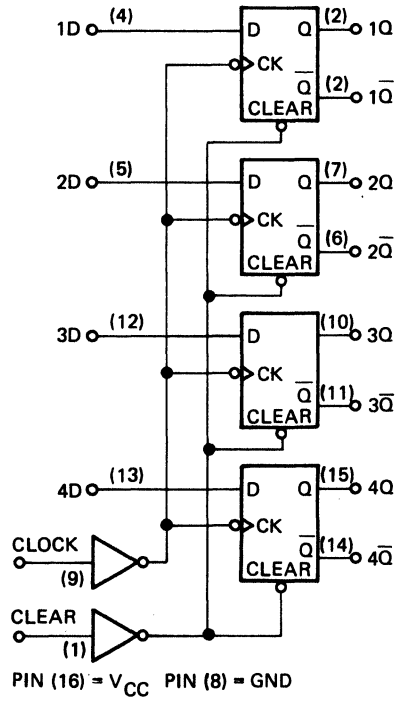 1D (4) D Q (2) 1Q
CK Q̅ (2) 1Q̅
CLEAR
2D (5) D Q (7) 2Q
CK Q̅ (6) 2Q̅
CLEAR
3D (12) D Q (10) 3Q
CK Q̅ (11) 3Q̅
CLEAR
4D (13) D Q (15) 4Q
CK Q̅ (14) 4Q̅
CLEAR
CLOCK
(9)
CLEAR
(1)
PIN (16) = VCC PIN (8) = GND